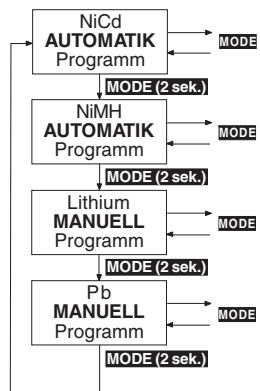 NiCd
AUTOMATIK
Programm
MODE
MODE (2 sek.)
NiMH
AUTOMATIK
Programm
MODE
MODE (2 sek.)
Lithium
MANUELL
Programm
MODE
MODE (2 sek.)
Pb
MANUELL
Programm
MODE
MODE (2 sek.)